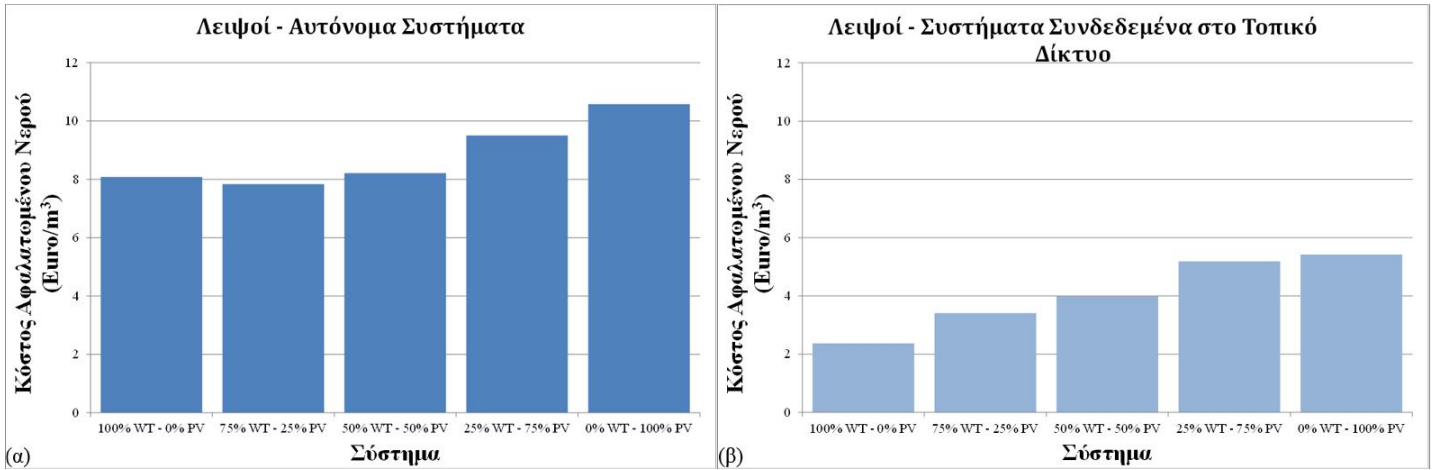 Λειψοί - Αυτόνομα Συστήματα
Κόστος Αφαλατωμένου Νερού
(Euro/m³)
12
10
8
6
4
2
0
100% WT - 0% PV
75% WT - 25% PV
50% WT - 50% PV
25% WT - 75% PV
0% WT - 100% PV
Σύστημα
(α)
Λειψοί - Συστήματα Συνδεδεμένα στο Τοπικό
Δίκτυο
Κόστος Αφαλατωμένου Νερού
(Euro/m³)
12
10
8
6
4
2
0
100% WT - 0% PV
75% WT - 25% PV
50% WT - 50% PV
25% WT - 75% PV
0% WT - 100% PV
Σύστημα
(β)